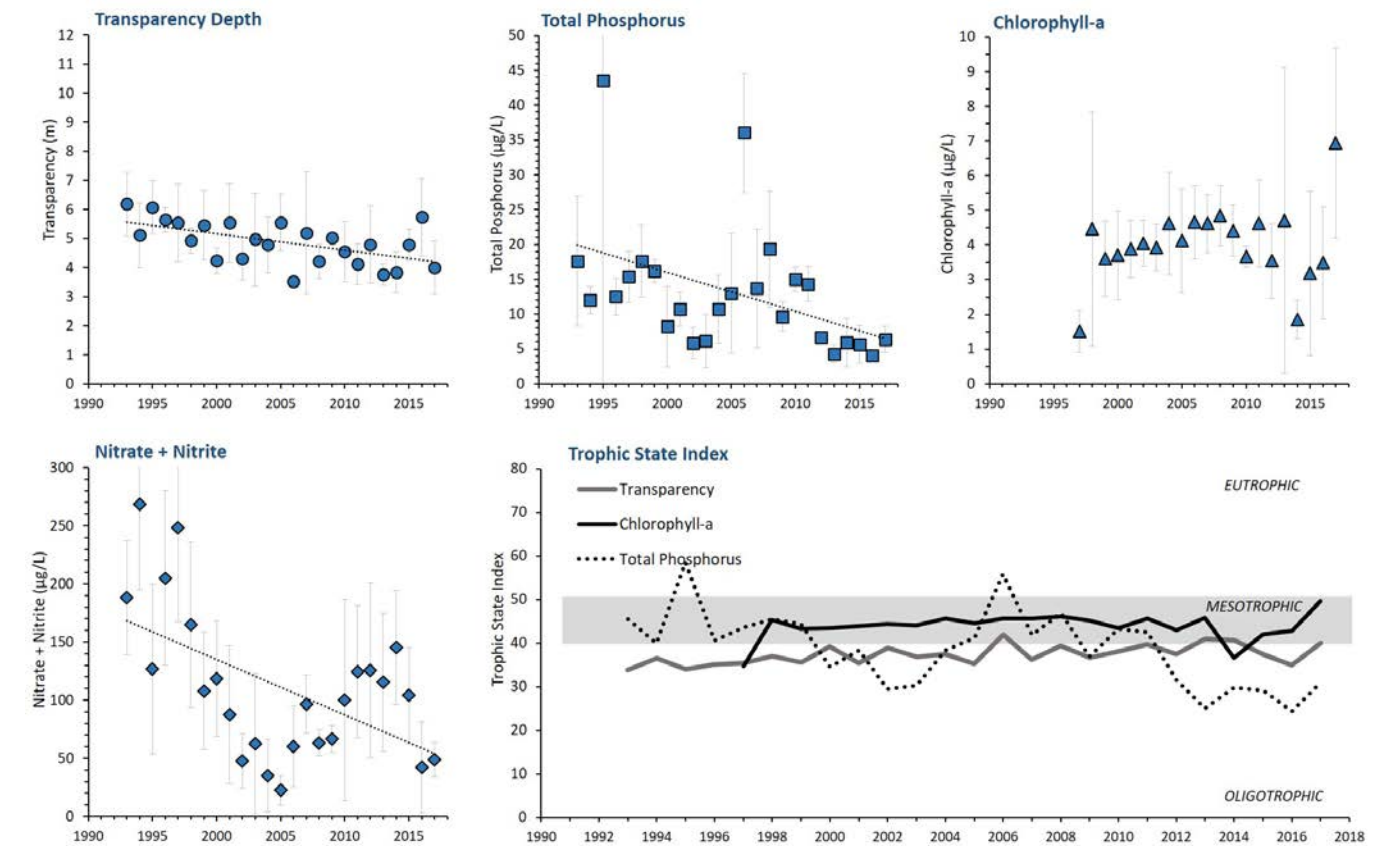 Transparency Depth
Transparency (m)
12
11
10
9
8
7
6
5
4
3
2
1
0
1990 1995 2000 2005 2010 2015
Total Phosphorus
Total Posphorus (µg/L)
50
45
40
35
30
25
20
15
10
5
0
1990 1995 2000 2005 2010 2015
Chlorophyll-a
Chlorophyll-a (µg/L)
10
9
8
7
6
5
4
3
2
1
0
1990 1995 2000 2005 2010 2015
Nitrate + Nitrite
Nitrate + Nitrite (µg/L)
300
250
200
150
100
50
0
1990 1995 2000 2005 2010 2015
Trophic State Index
Trophic State Index
80
70
60
50
40
30
20
10
0
Transparency
Chlorophyll-a
Total Phosphorus
EUTROPHIC
MESOTROPHIC
OLIGOTROPHIC
1990 1992 1994 1996 1998 2000 2002 2004 2006 2008 2010 2012 2014 2016 2018